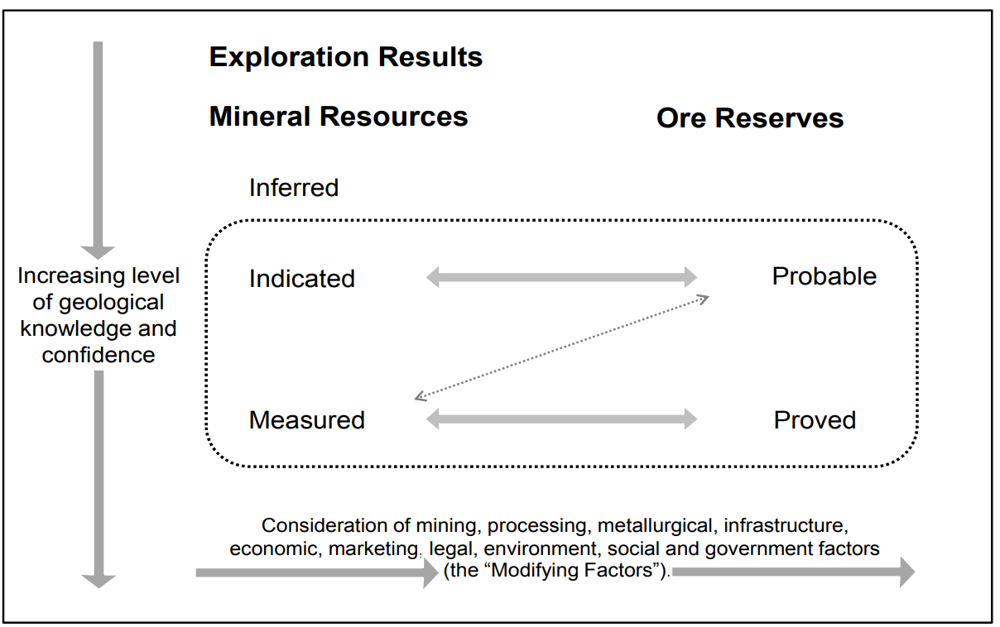 Exploration Results
Mineral Resources
Ore Reserves
Inferred
Increasing level
of geological
knowledge and
confidence
Indicated
Probable
Measured
Proved
Consideration of mining, processing, metallurgical, infrastructure,
economic, marketing, legal, environment, social and government factors
(the “Modifying Factors”).